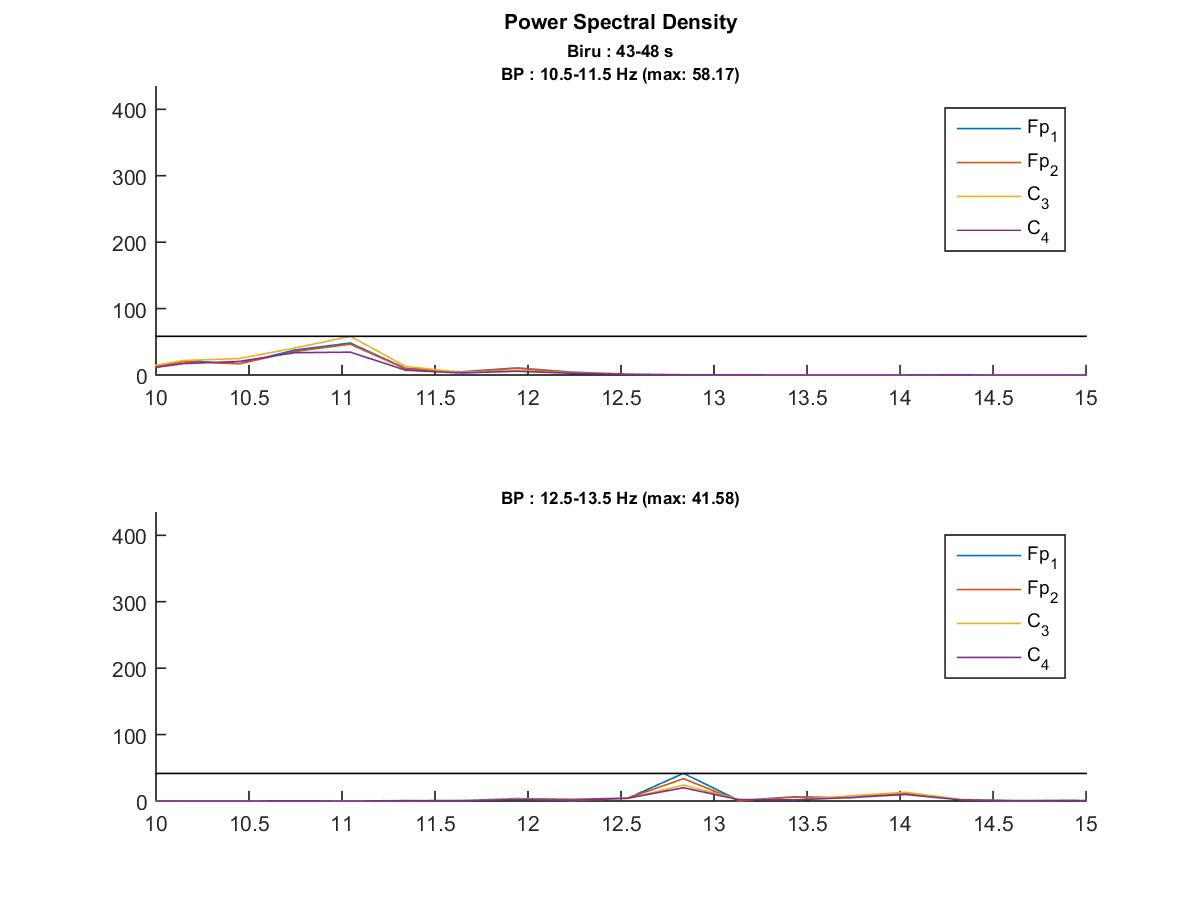 Power Spectral Density
Biru : 43-48 s
BP : 10.5-11.5 Hz (max: 58.17)
400
300
200
100
0
10 10.5 11 11.5 12 12.5 13 13.5 14 14.5 15
Fp1
Fp2
C3
C4
BP : 12.5-13.5 Hz (max: 41.58)
400
300
200
100
0
10 10.5 11 11.5 12 12.5 13 13.5 14 14.5 15
Fp1
Fp2
C3
C4